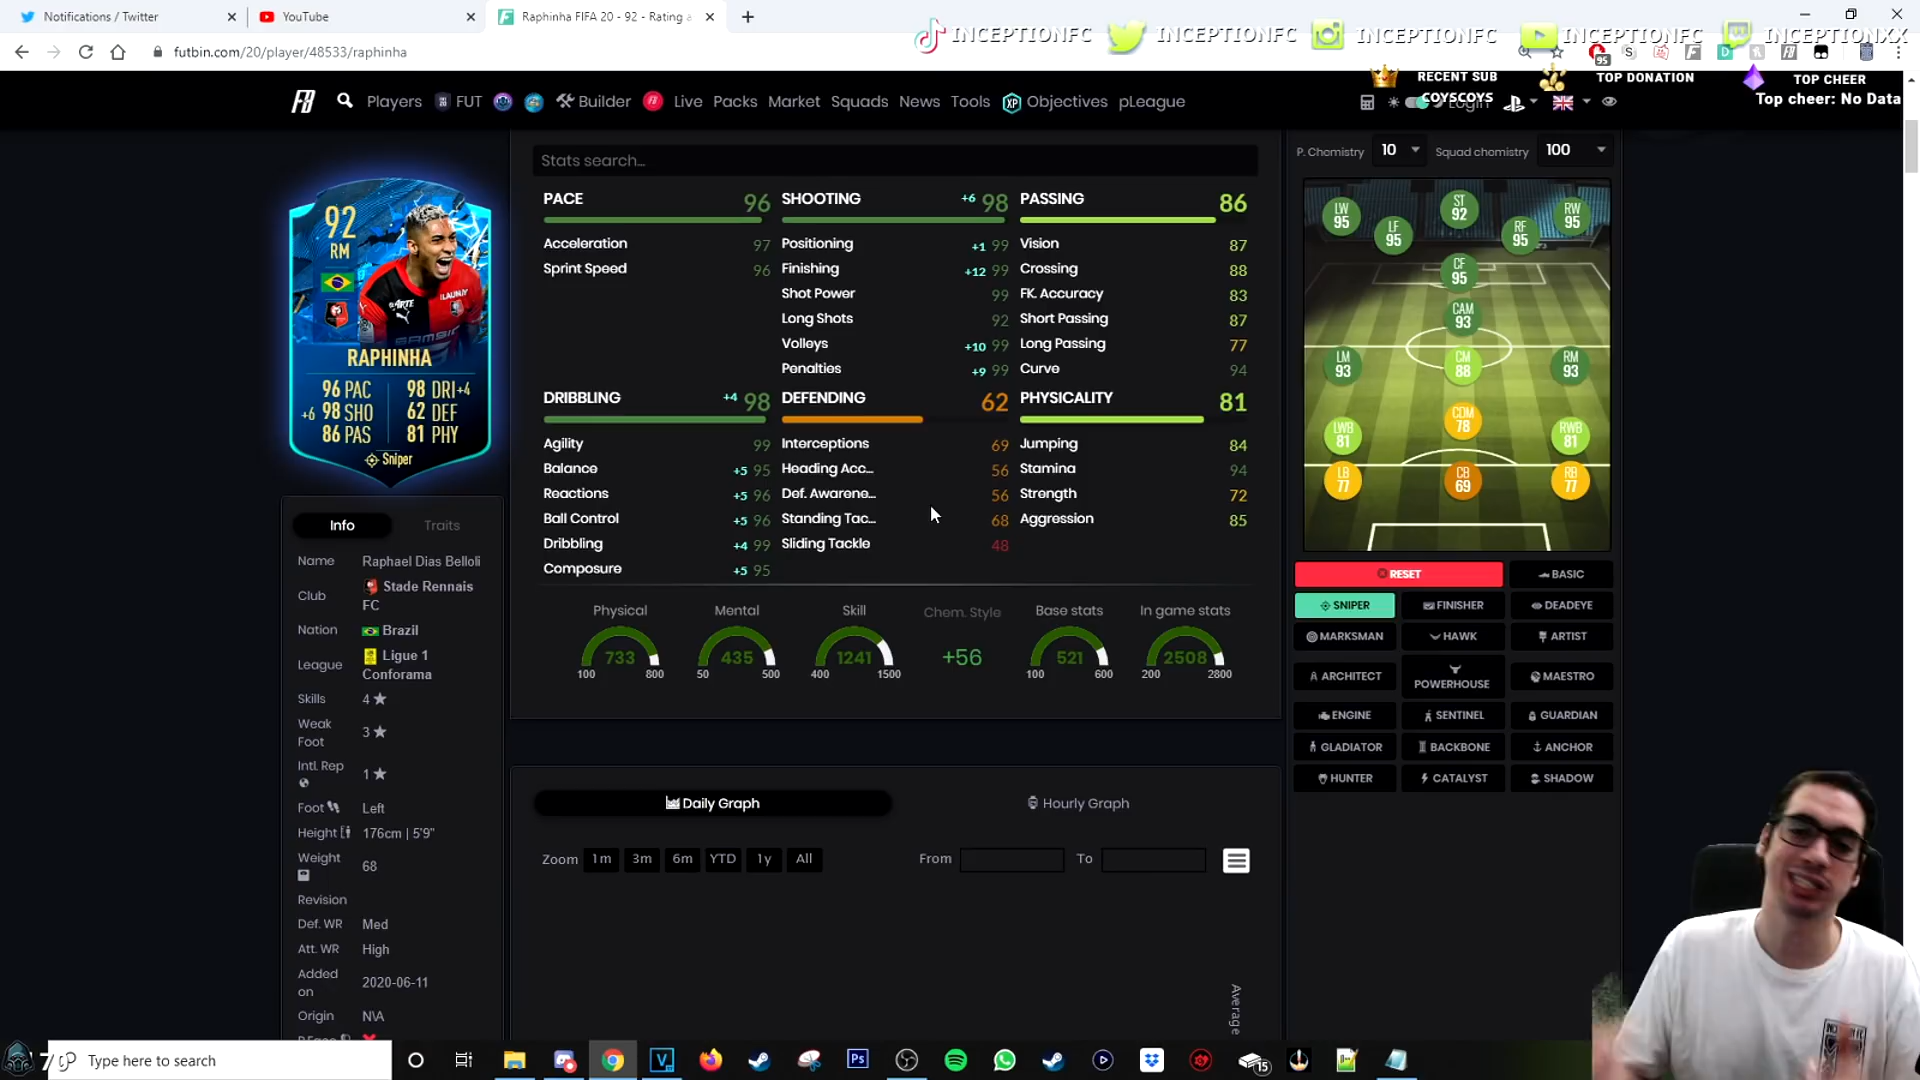 Notifications / Twitter
YouTube
Raphinha FIFA 20 - 92 - Rating a
futbin.com/20/player/48533/raphinha
INCEPTIONFC INCEPTIONFC INCEPTIONFC INCEPTIONFC INCEPTIONXX
95
RECENT SUB
COYSCOYS
TOP DONATION
TOP CHEER
Top cheer: No Data
Players FUT Builder Live Packs Market Squads News Tools XP Objectives pLeague
Login
Stats search...
P. Chemistry 10 Squad chemistry 100
92
RM
RAPHINHA
96 PAC 98 DRI+4
+6 98 SHO 62 DEF
86 PAS 81 PHY
Sniper
PACE 96
Acceleration 97
Sprint Speed 96
SHOOTING +6 98
Positioning +1 99
Finishing +12 99
Shot Power 99
Long Shots 92
Volleys +10 99
Penalties +9 99
PASSING 86
Vision 87
Crossing 88
FK. Accuracy 83
Short Passing 87
Long Passing 77
Curve 94
DRIBBLING +4 98
Agility 99
Balance +5 95
Reactions +5 96
Ball Control +5 96
Dribbling +4 99
Composure +5 95
DEFENDING 62
Interceptions 69
Heading Acc... 56
Def. Awarene... 56
Standing Tac... 68
Sliding Tackle 48
PHYSICALITY 81
Jumping 84
Stamina 94
Strength 72
Aggression 85
Physical
733
100 800
Mental
435
50 500
Skill
1241
400 1500
Chem. Style
+56
Base stats
521
100 600
In game stats
2508
200 2800
LW 95
ST 92
RW 95
LF 95
RF 95
CF 95
CAM 93
LM 93
CM 88
RM 93
CDM 78
LWB 81
RWB 81
LB 77
CB 69
RB 77
RESET BASIC
SNIPER FINISHER DEADEYE
MARKSMAN HAWK ARTIST
ARCHITECT POWERHOUSE MAESTRO
ENGINE SENTINEL GUARDIAN
GLADIATOR BACKBONE ANCHOR
HUNTER CATALYST SHADOW
Info Traits
Name Raphael Dias Belloli
Club Stade Rennais FC
Nation Brazil
League Ligue 1 Conforama
Skills 4
Weak Foot 3
Intl. Rep 1
Foot Left
Height 176cm | 5'9"
Weight 68
Revision
Def. WR Med
Att. WR High
Added on 2020-06-11
Origin N\A
Daily Graph Hourly Graph
Zoom 1m 3m 6m YTD 1y All
From To
Average
Type here to search
15